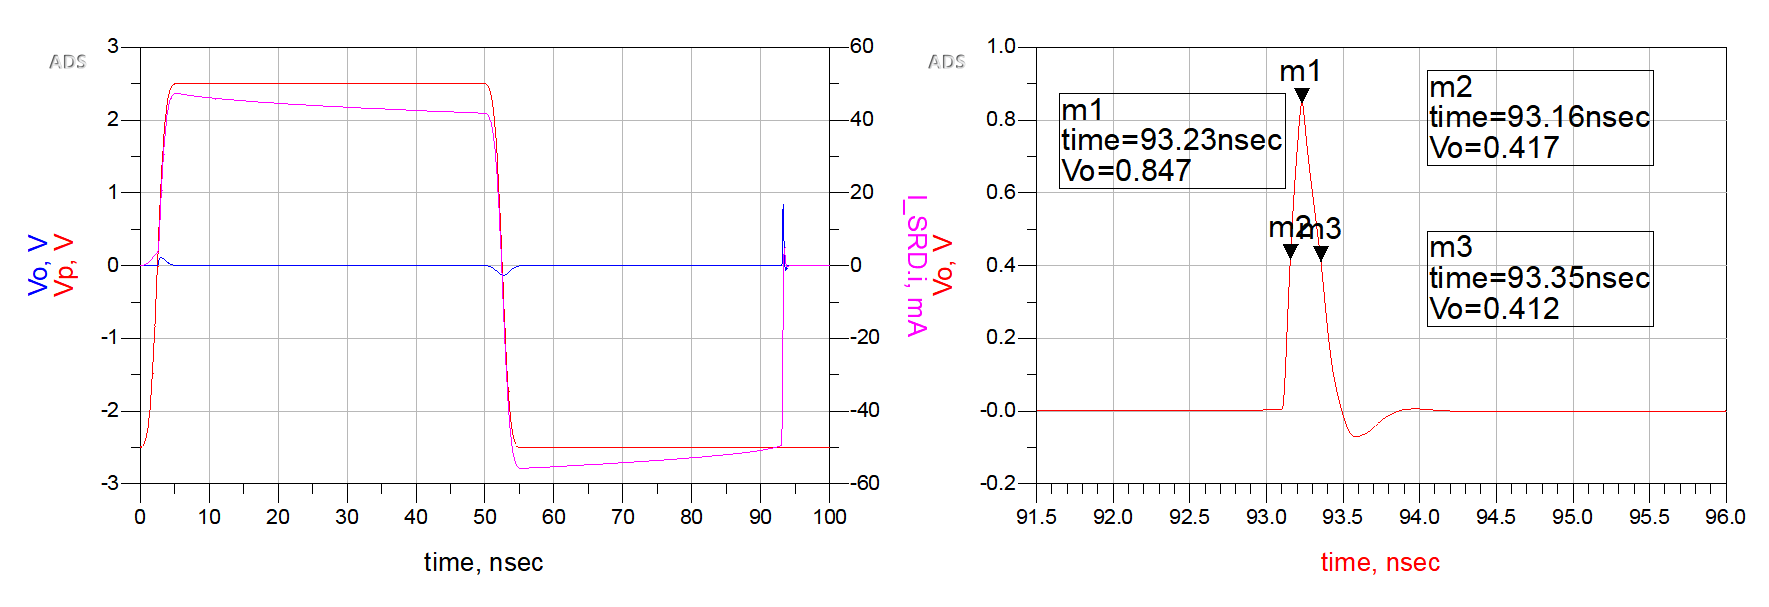 ADS
3
2
1
0
-1
-2
-3
60
40
20
0
-20
-40
-60
0 10 20 30 40 50 60 70 80 90 100
time, nsec
Vo, V
Vp, V
I_SRD.i, mA
ADS
1.0
0.8
0.6
0.4
0.2
-0.0
-0.2
91.5 92.0 92.5 93.0 93.5 94.0 94.5 95.0 95.5 96.0
time, nsec
Vo, V
m1
m2
m3
m1
time=93.23nsec
Vo=0.847
m2
time=93.16nsec
Vo=0.417
m3
time=93.35nsec
Vo=0.412